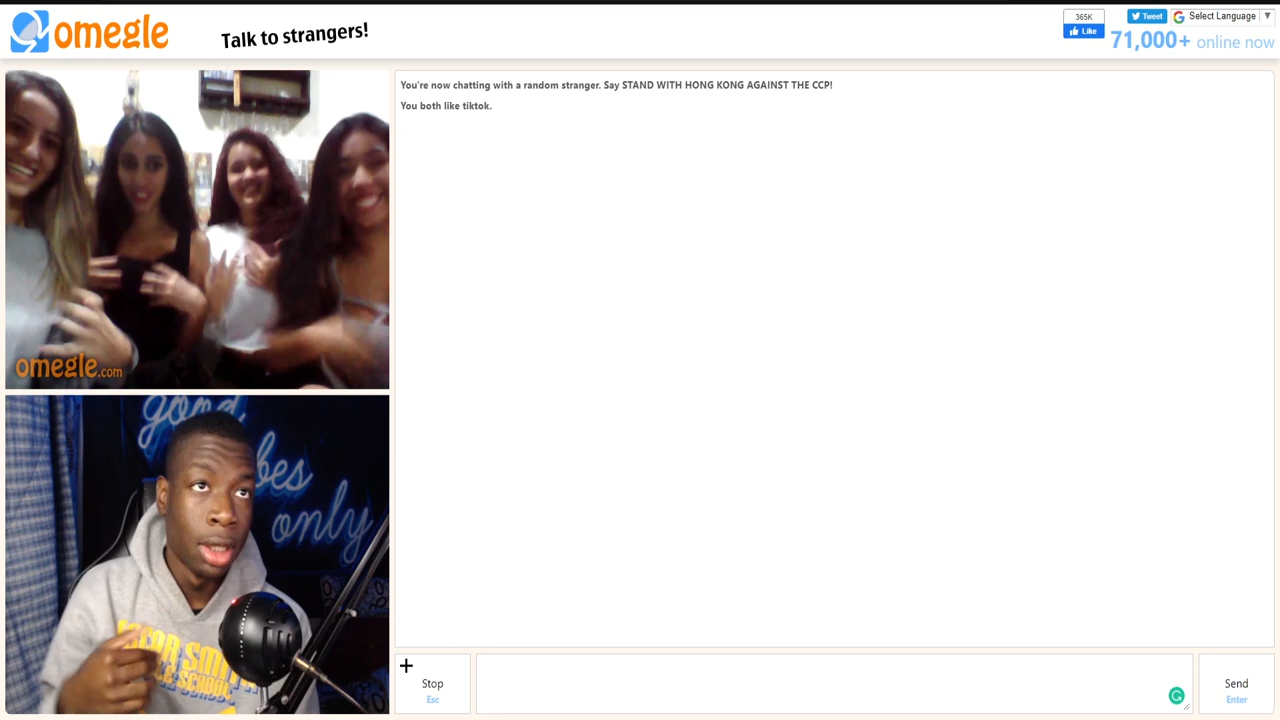 omegle
Talk to strangers!
365K
Like
Tweet
Select Language
71,000+ online now
You're now chatting with a random stranger. Say STAND WITH HONG KONG AGAINST THE CCP!
You both like tiktok.
omegle.com
good
bes
only
Stop
Esc
Send
Enter